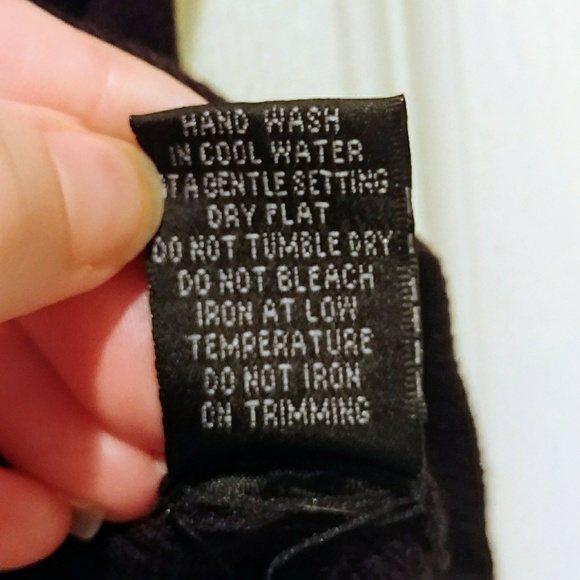 HAND WASH
IN COOL WATER
AT A GENTLE SETTING
DRY FLAT
DO NOT TUMBLE DRY
DO NOT BLEACH
IRON AT LOW
TEMPERATURE
DO NOT IRON
ON TRIMMING